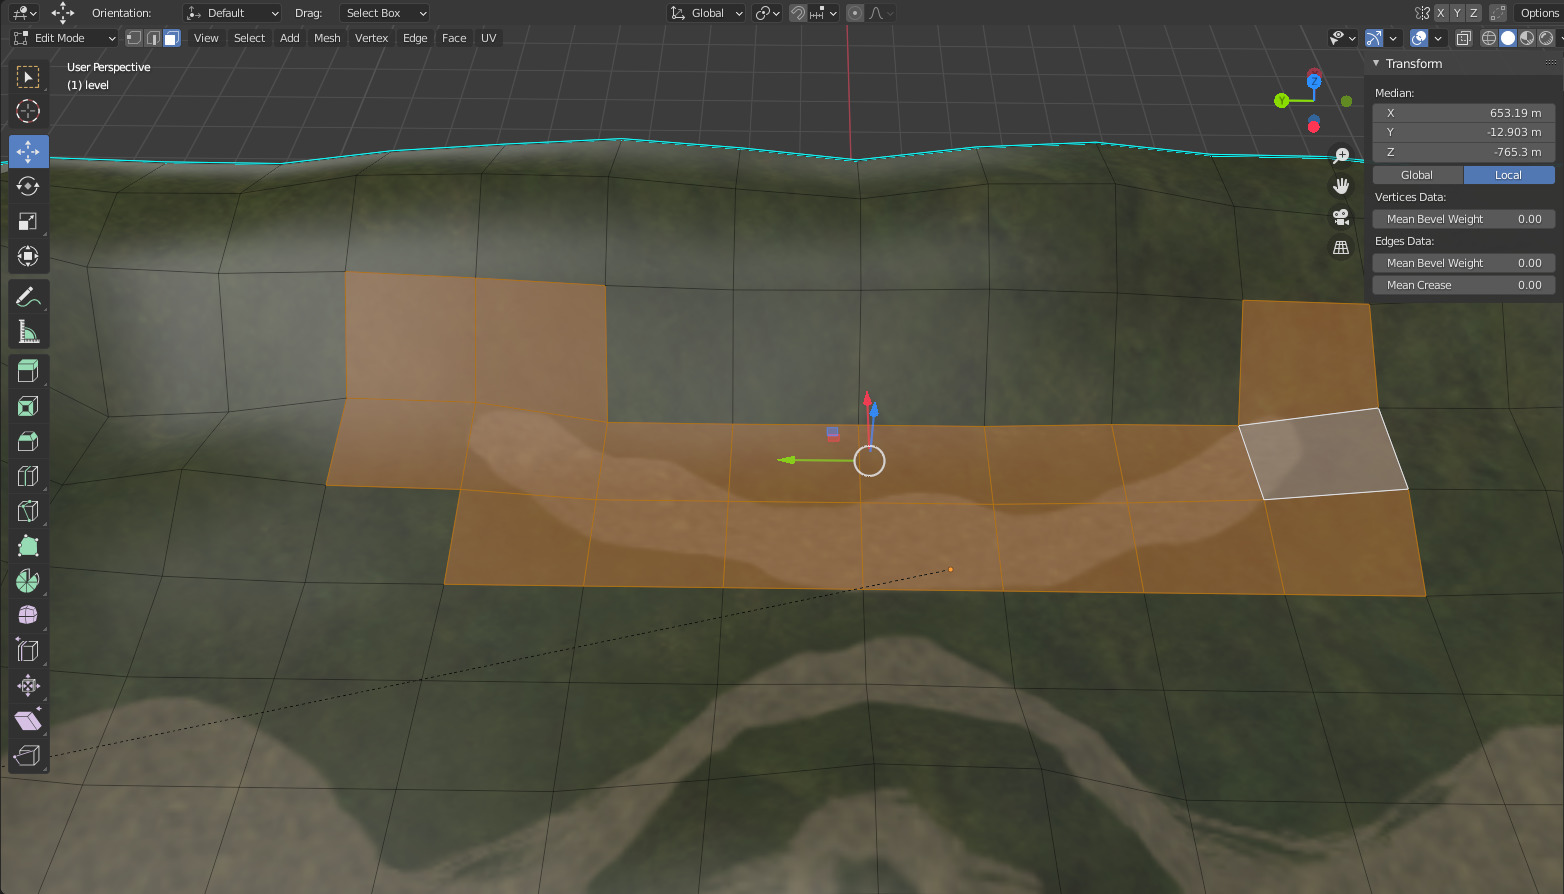 Orientation: Default Drag: Select Box Global X Y Z Options
Edit Mode View Select Add Mesh Vertex Edge Face UV
User Perspective
(1) level
Z
Y
Transform
Median:
X 653.19 m
Y -12.903 m
Z -765.3 m
Global Local
Vertices Data:
Mean Bevel Weight 0.00
Edges Data:
Mean Bevel Weight 0.00
Mean Crease 0.00